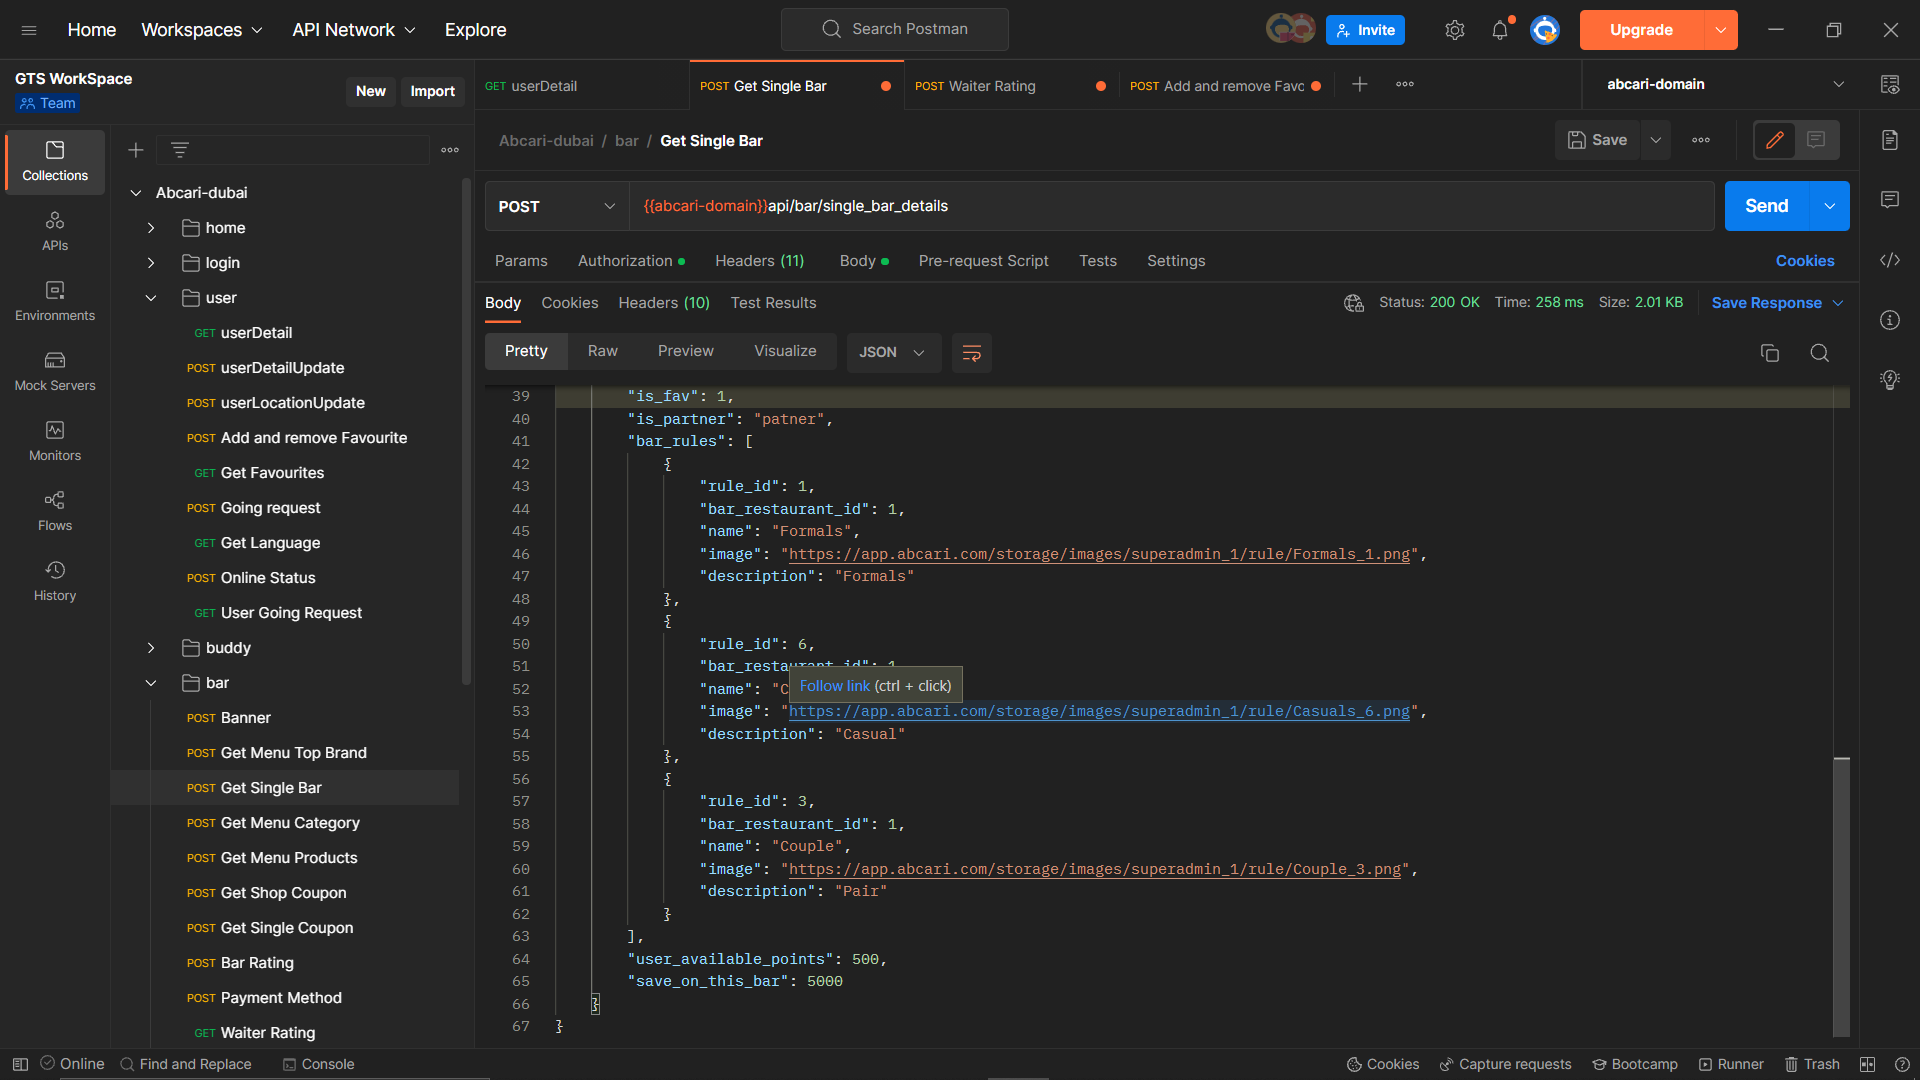 Home Workspaces API Network Explore Search Postman Invite Upgrade
GTS WorkSpace
Team
New Import
GET userDetail POST Get Single Bar POST Waiter Rating POST Add and remove Favo abcari-domain
Abcari-dubai / bar / Get Single Bar Save
Collections
APIs
Environments
Mock Servers
Monitors
Flows
History
Abcari-dubai
home
login
user
GET userDetail
POST userDetailUpdate
POST userLocationUpdate
POST Add and remove Favourite
GET Get Favourites
POST Going request
GET Get Language
POST Online Status
GET User Going Request
buddy
bar
POST Banner
POST Get Menu Top Brand
POST Get Single Bar
POST Get Menu Category
POST Get Menu Products
POST Get Shop Coupon
POST Get Single Coupon
POST Bar Rating
POST Payment Method
GET Waiter Rating
POST {{abcari-domain}}api/bar/single_bar_details Send
Params Authorization Headers (11) Body Pre-request Script Tests Settings Cookies
Body Cookies Headers (10) Test Results Status: 200 OK Time: 258 ms Size: 2.01 KB Save Response
Pretty Raw Preview Visualize JSON
39 "is_fav": 1,
40 "is_partner": "patner",
41 "bar_rules": [
42 {
43 "rule_id": 1,
44 "bar_restaurant_id": 1,
45 "name": "Formals",
46 "image": "https://app.abcari.com/storage/images/superadmin_1/rule/Formals_1.png",
47 "description": "Formals"
48 },
49 {
50 "rule_id": 6,
51 "bar_restaurant_id": 1,
52 "name": "C
Follow link (ctrl + click)
53 "image": "https://app.abcari.com/storage/images/superadmin_1/rule/Casuals_6.png",
54 "description": "Casual"
55 },
56 {
57 "rule_id": 3,
58 "bar_restaurant_id": 1,
59 "name": "Couple",
60 "image": "https://app.abcari.com/storage/images/superadmin_1/rule/Couple_3.png",
61 "description": "Pair"
62 }
63 ],
64 "user_available_points": 500,
65 "save_on_this_bar": 5000
66 }
67 }
Online Find and Replace Console Cookies Capture requests Bootcamp Runner Trash